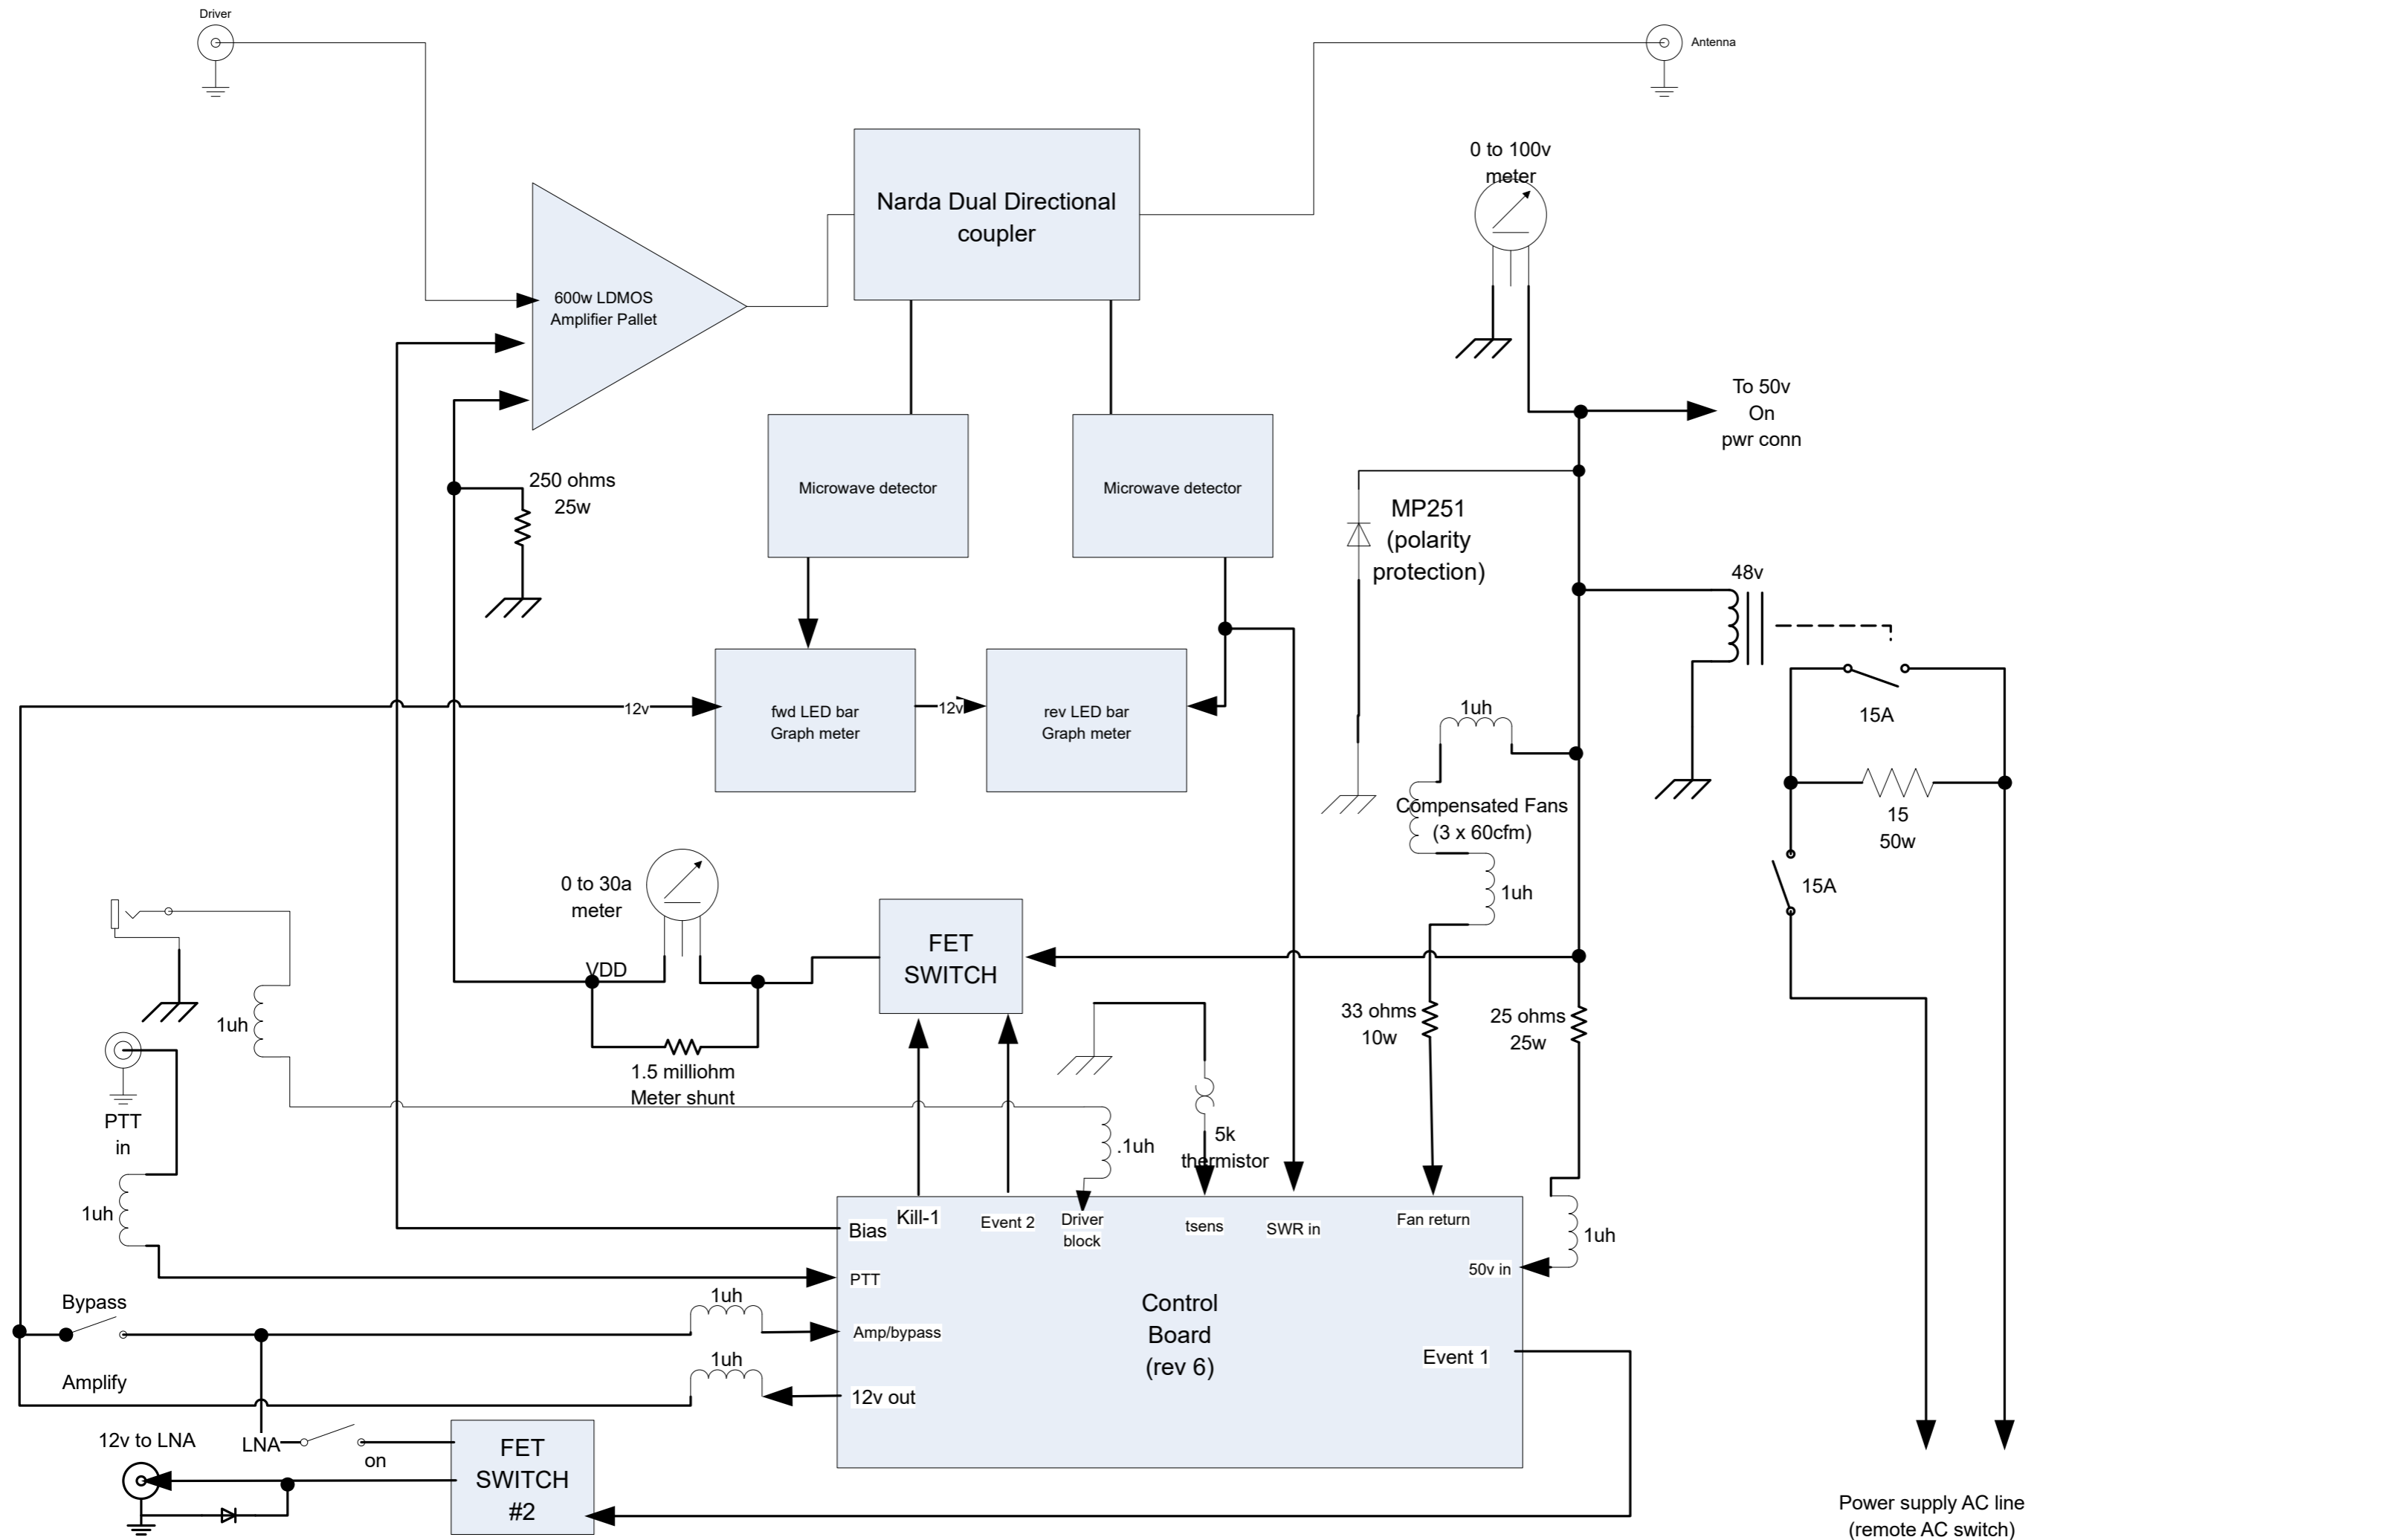 Driver
Antenna
0 to 100v
meter
Narda Dual Directional
coupler
600w LDMOS
Amplifier Pallet
To 50v
On
pwr conn
250 ohms
25w
Microwave detector
Microwave detector
MP251
(polarity
protection)
48v
12v
fwd LED bar
Graph meter
12v
rev LED bar
Graph meter
1uh
15A
Compensated Fans
(3 x 60cfm)
15
50w
0 to 30a
meter
1uh
15A
FET
SWITCH
VDD
1uh
33 ohms
10w
25 ohms
25w
1.5 milliohm
Meter shunt
PTT
in
.1uh
5k
thermistor
1uh
Bias
Kill-1
Event 2
Driver
block
tsens
SWR in
Fan return
1uh
50v in
PTT
Bypass
1uh
Amp/bypass
Control
Board
(rev 6)
Event 1
1uh
Amplify
12v out
12v to LNA
LNA
on
FET
SWITCH
#2
Power supply AC line
(remote AC switch)